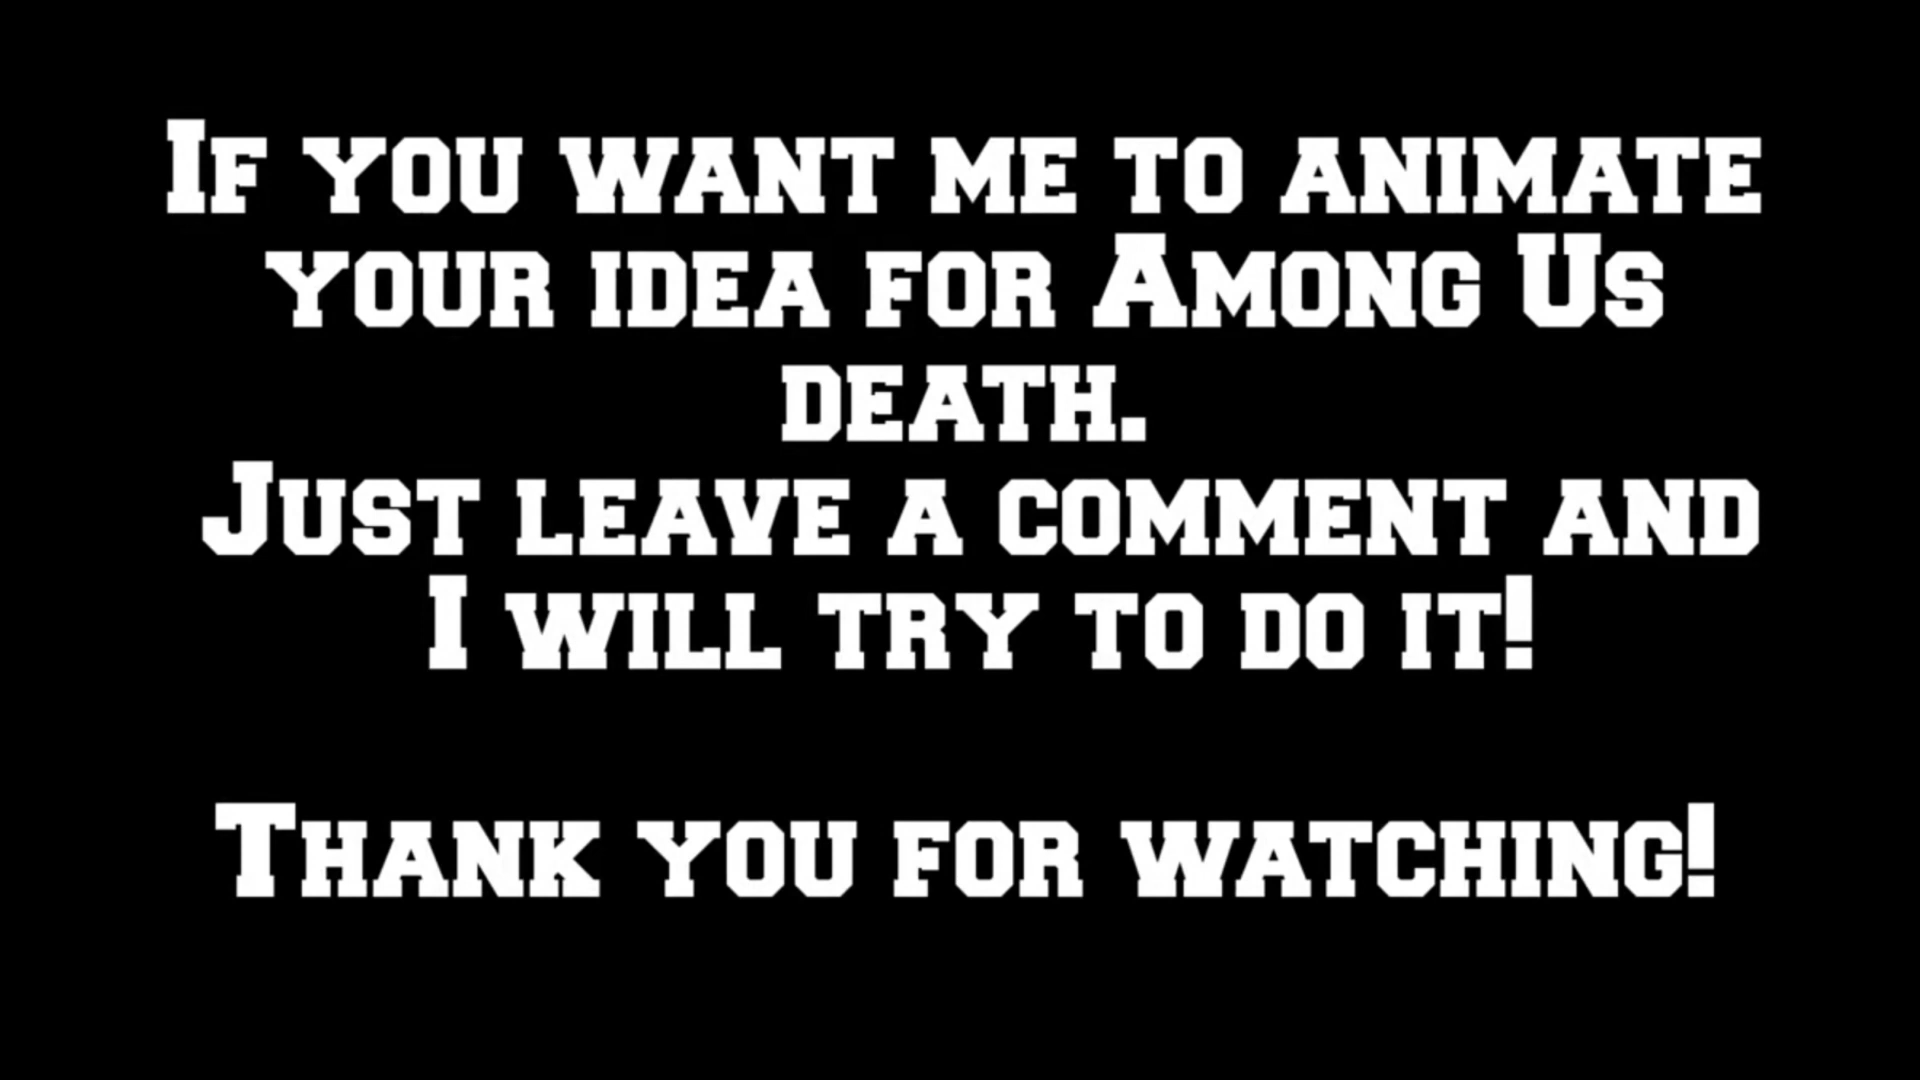 If you want me to animate
your idea for Among Us
death.
Just leave a comment and
I will try to do it!
Thank you for watching!